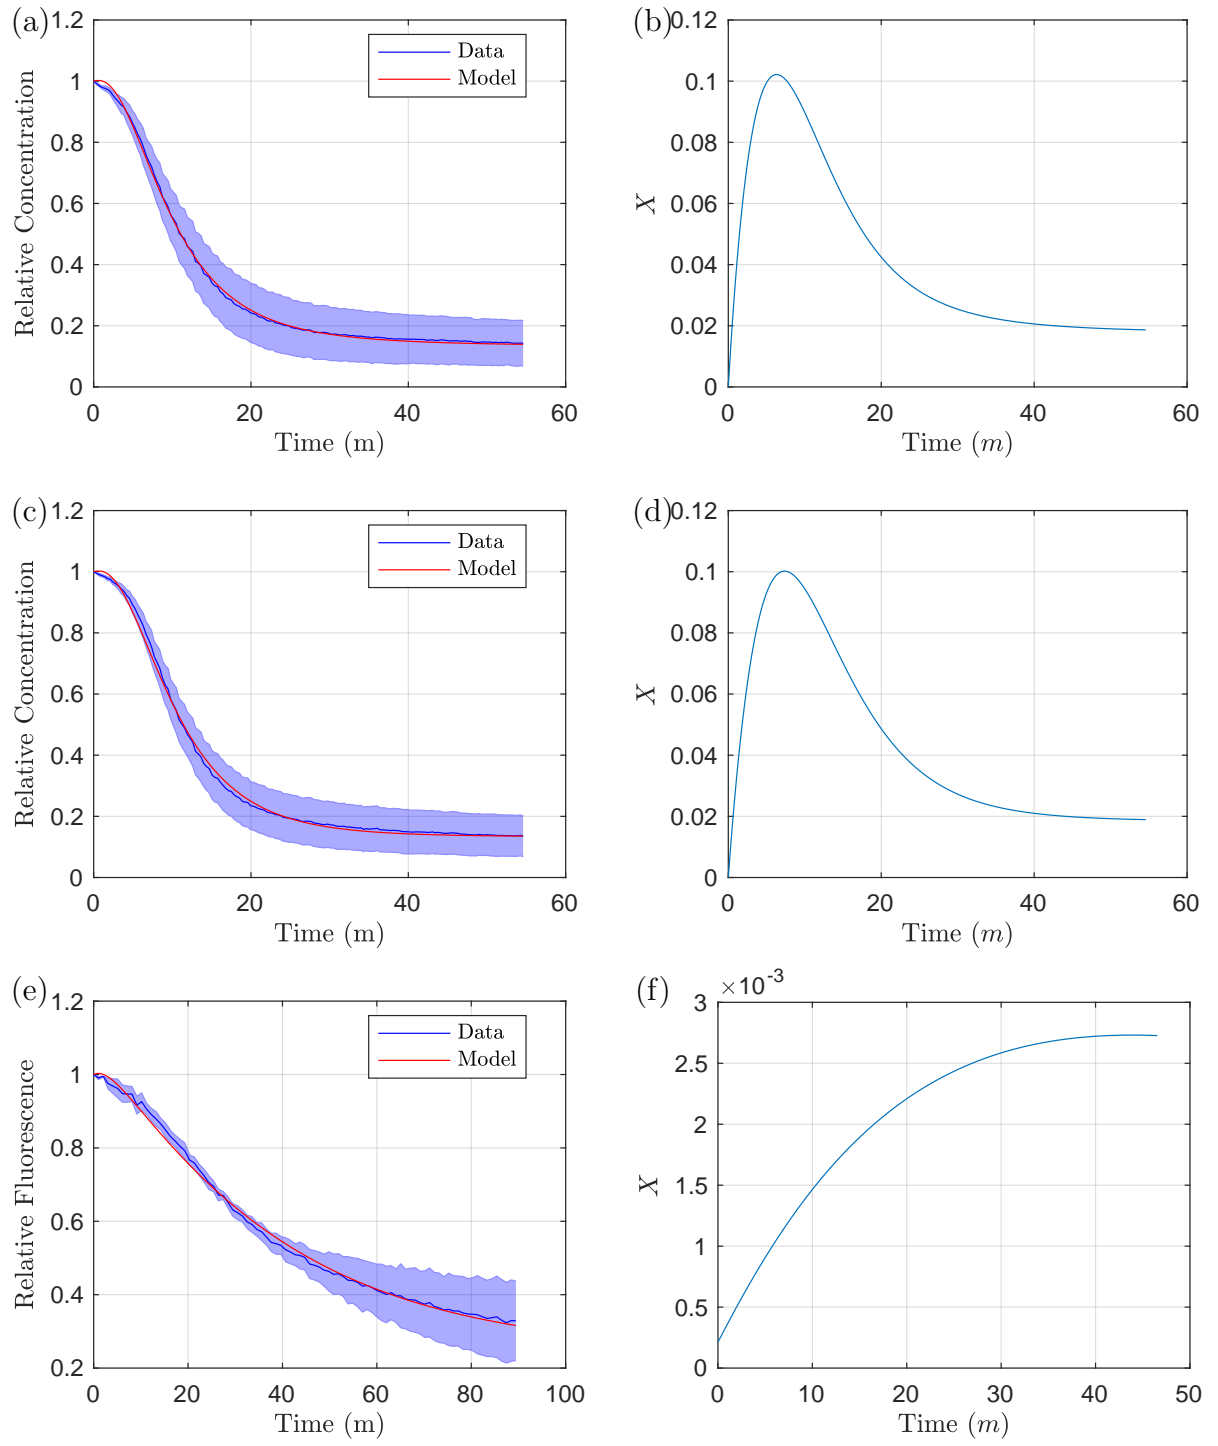 (a)
1.2
1
0.8
0.6
0.4
0.2
0
Relative Concentration
Data
Model
0 20 40 60
Time (m)
(b)
0.12
0.1
0.08
0.06
0.04
0.02
0
X
0 20 40 60
Time (m)
(c)
1.2
1
0.8
0.6
0.4
0.2
0
Relative Concentration
Data
Model
0 20 40 60
Time (m)
(d)
0.12
0.1
0.08
0.06
0.04
0.02
0
X
0 20 40 60
Time (m)
(e)
1.2
1
0.8
0.6
0.4
0.2
Relative Fluorescence
Data
Model
0 20 40 60 80 100
Time (m)
(f)
×10-3
3
2.5
2
1.5
1
0.5
0
X
0 10 20 30 40 50
Time (m)